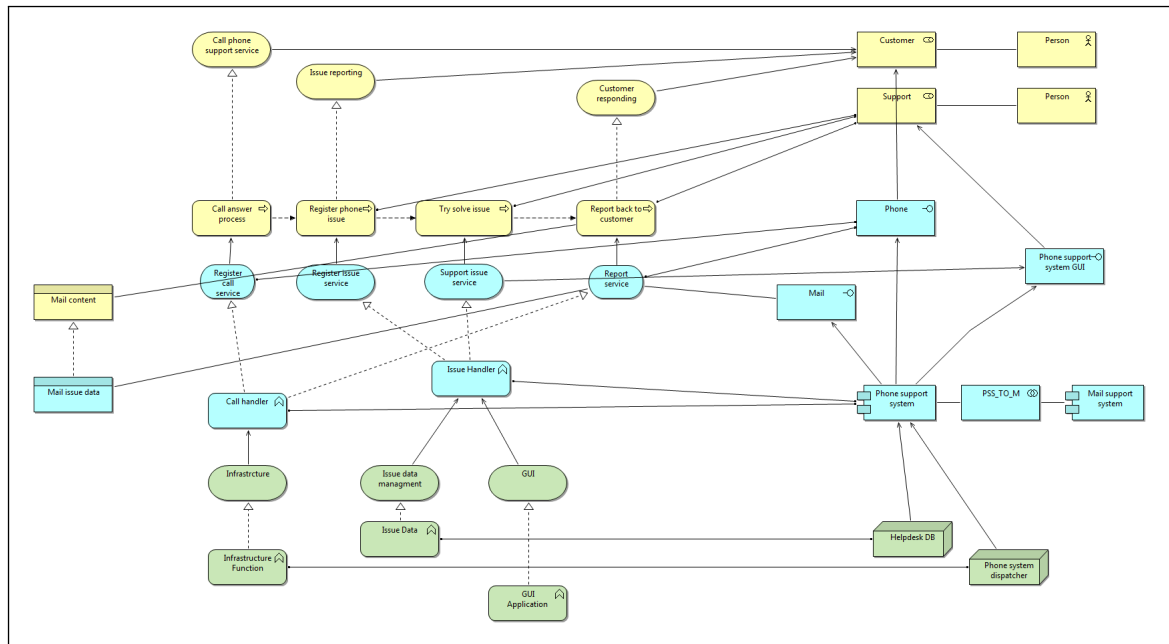 Call phone
support service
Customer
Person
Issue reporting
Customer
responding
Support
Person
Call answer
process
Register phone
issue
Try solve issue
Report back to
customer
Phone
Phone support
system GUI
Register
call
service
Register issue
service
Support issue
service
Report
service
Mail content
Mail
Issue Handler
Mail issue data
Call handler
Phone support
system
PSS_TO_M
Mail support
system
Infrastrcture
Issue data
managment
GUI
Issue Data
Helpdesk DB
Infrastructure
Function
Phone system
dispatcher
GUI
Application